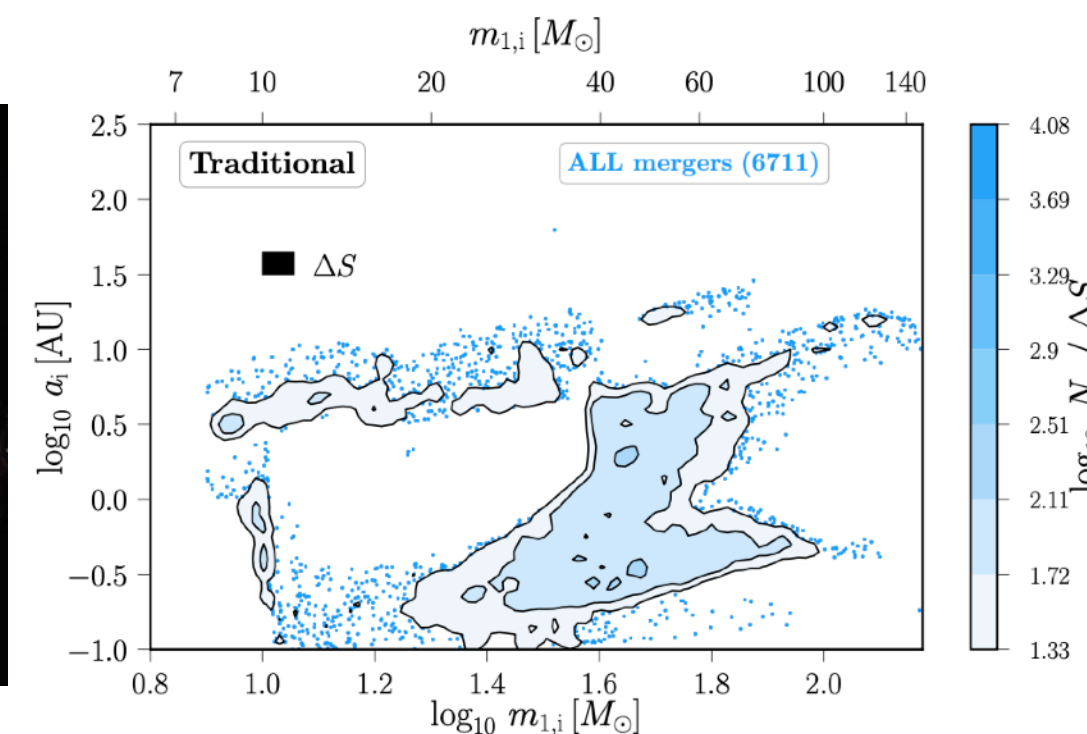 m₁,ᵢ [M⊙]
7 10 20 40 60 100 140
Traditional
ALL mergers (6711)
ΔS
log₁₀ aᵢ [AU]
2.5
2.0
1.5
1.0
0.5
0.0
−0.5
−1.0
0.8 1.0 1.2 1.4 1.6 1.8 2.0
log₁₀ m₁,ᵢ [M⊙]
4.08
3.69
3.29
2.9
2.51
2.11
1.72
1.33
log₁₀ N / ΔS